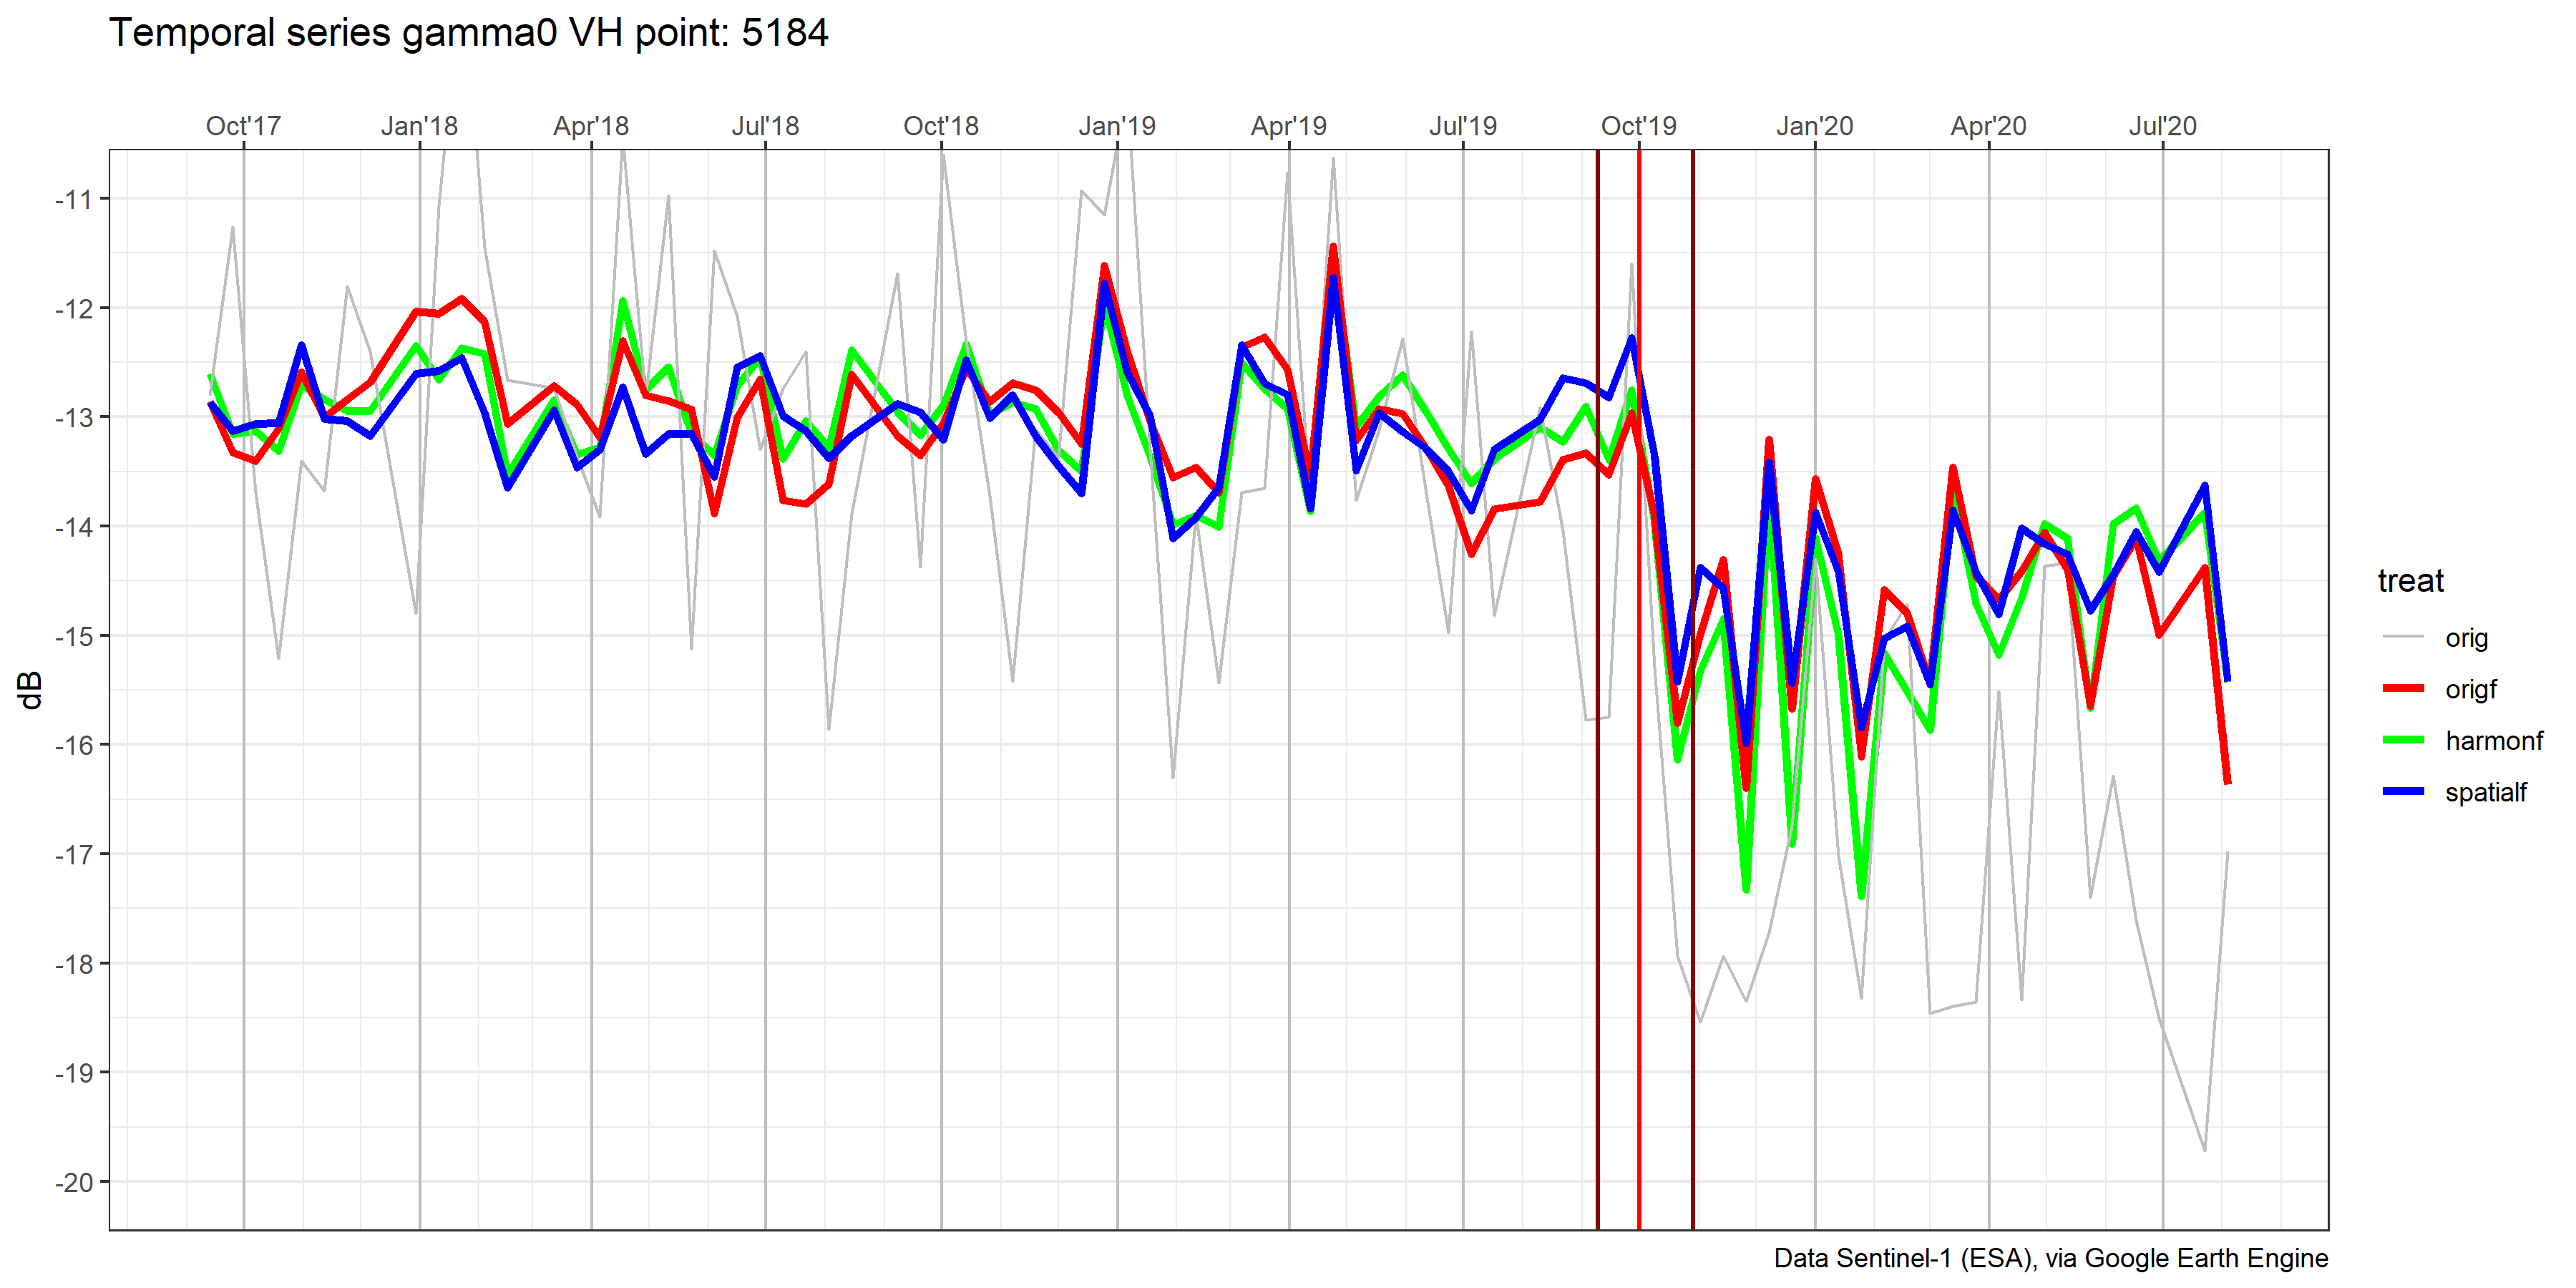 Temporal series gamma0 VH point: 5184
Oct'17 Jan'18 Apr'18 Jul'18 Oct'18 Jan'19 Apr'19 Jul'19 Oct'19 Jan'20 Apr'20 Jul'20
-11
-12
-13
-14
-15
-16
-17
-18
-19
-20
dB
treat
orig
origf
harmonf
spatialf
Data Sentinel-1 (ESA), via Google Earth Engine